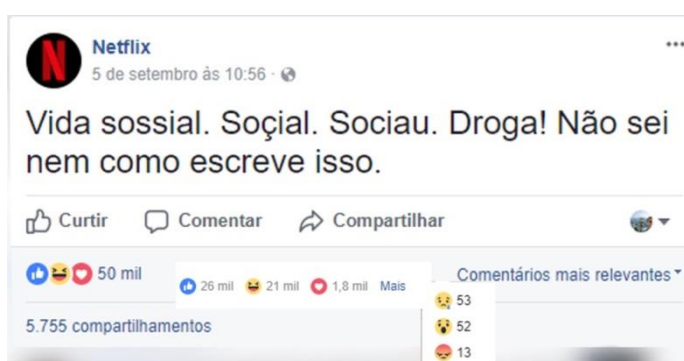 Netflix
5 de setembro às 10:56
Vida sossial. Soçial. Sociau. Droga! Não sei
nem como escreve isso.
Curtir Comentar Compartilhar
50 mil 26 mil 21 mil 1,8 mil Mais Comentários mais relevantes
53
5.755 compartilhamentos 52
13